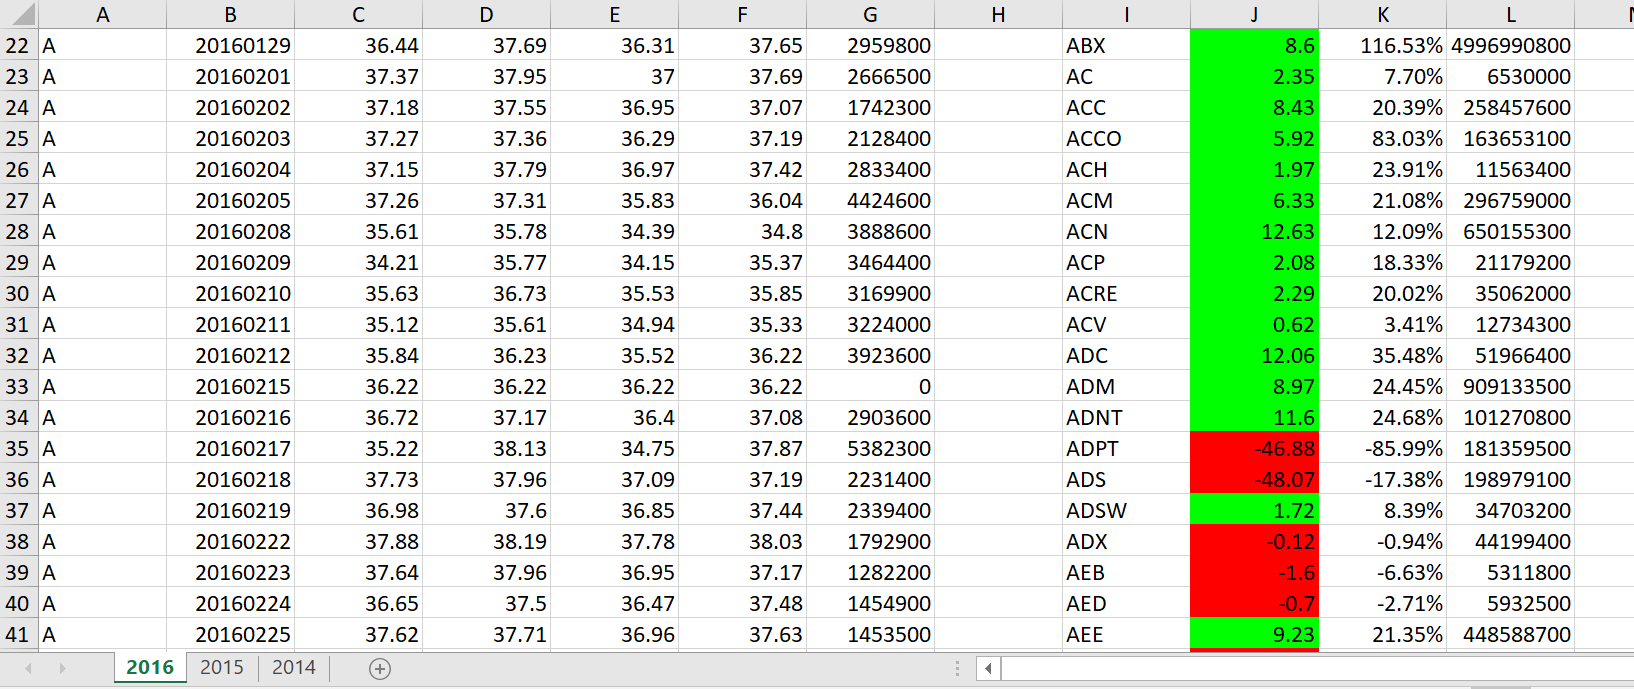 A B C D E F G H I J K L
22 A 20160129 36.44 37.69 36.31 37.65 2959800 ABX 8.6 116.53% 4996990800
23 A 20160201 37.37 37.95 37 37.69 2666500 AC 2.35 7.70% 6530000
24 A 20160202 37.18 37.55 36.95 37.07 1742300 ACC 8.43 20.39% 258457600
25 A 20160203 37.27 37.36 36.29 37.19 2128400 ACCO 5.92 83.03% 163653100
26 A 20160204 37.15 37.79 36.97 37.42 2833400 ACH 1.97 23.91% 11563400
27 A 20160205 37.26 37.31 35.83 36.04 4424600 ACM 6.33 21.08% 296759000
28 A 20160208 35.61 35.78 34.39 34.8 3888600 ACN 12.63 12.09% 650155300
29 A 20160209 34.21 35.77 34.15 35.37 3464400 ACP 2.08 18.33% 21179200
30 A 20160210 35.63 36.73 35.53 35.85 3169900 ACRE 2.29 20.02% 35062000
31 A 20160211 35.12 35.61 34.94 35.33 3224000 ACV 0.62 3.41% 12734300
32 A 20160212 35.84 36.23 35.52 36.22 3923600 ADC 12.06 35.48% 51966400
33 A 20160215 36.22 36.22 36.22 36.22 0 ADM 8.97 24.45% 909133500
34 A 20160216 36.72 37.17 36.4 37.08 2903600 ADNT 11.6 24.68% 101270800
35 A 20160217 35.22 38.13 34.75 37.87 5382300 ADPT -46.88 -85.99% 181359500
36 A 20160218 37.73 37.96 37.09 37.19 2231400 ADS -48.07 -17.38% 198979100
37 A 20160219 36.98 37.6 36.85 37.44 2339400 ADSW 1.72 8.39% 34703200
38 A 20160222 37.88 38.19 37.78 38.03 1792900 ADX -0.12 -0.94% 44199400
39 A 20160223 37.64 37.96 36.95 37.17 1282200 AEB -1.6 -6.63% 5311800
40 A 20160224 36.65 37.5 36.47 37.48 1454900 AED -0.7 -2.71% 5932500
41 A 20160225 37.62 37.71 36.96 37.63 1453500 AEE 9.23 21.35% 448588700
2016 2015 2014